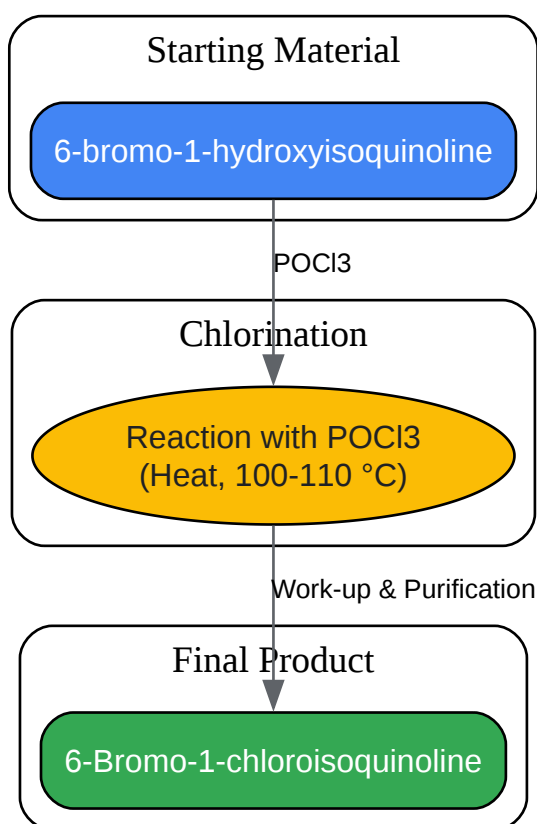 Starting Material
6-bromo-1-hydroxyisoquinoline
POCl3
Chlorination
Reaction with POCl3
(Heat, 100-110 °C)
Work-up & Purification
Final Product
6-Bromo-1-chloroisoquinoline